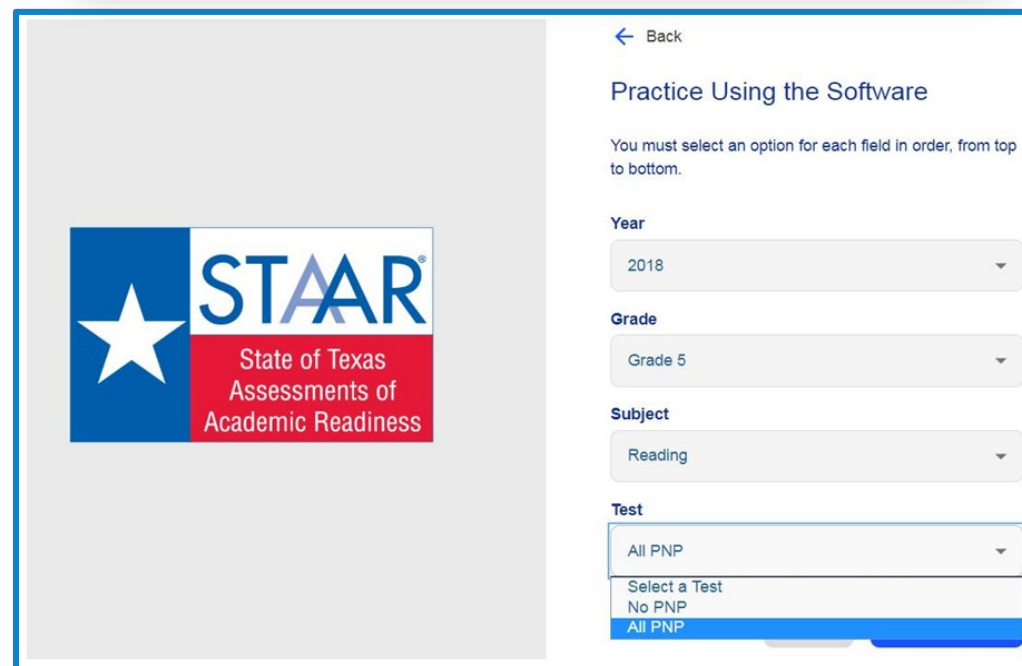 STAAR®
State of Texas
Assessments of
Academic Readiness
← Back
Practice Using the Software
You must select an option for each field in order, from top
to bottom.
Year
2018
Grade
Grade 5
Subject
Reading
Test
All PNP
Select a Test
No PNP
All PNP